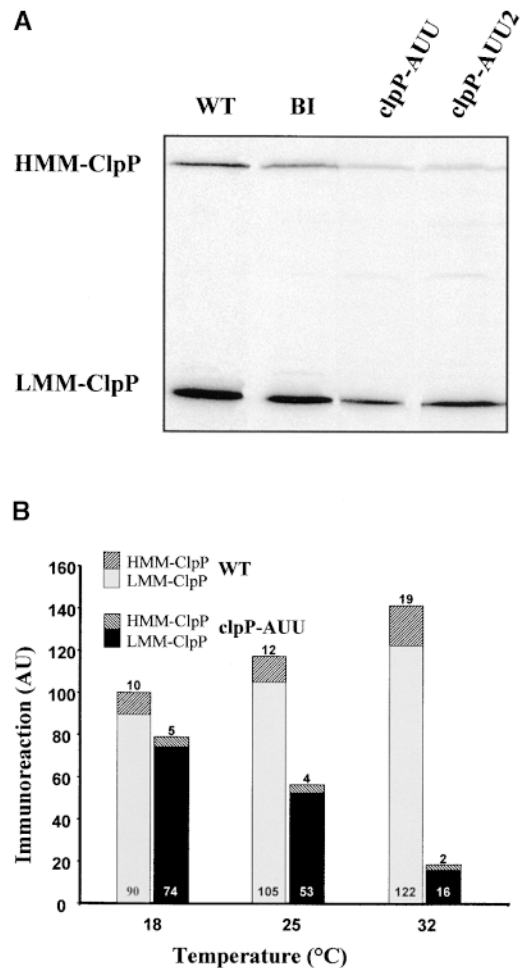 A
WT BI clpP-AUU clpP-AUU2
HMM-ClpP
LMM-ClpP
B
Immunoreaction (AU)
160
140
120
100
80
60
40
20
0
HMM-ClpP WT
LMM-ClpP
HMM-ClpP clpP-AUU
LMM-ClpP
10
5
12
4
19
2
90 74 105 53 122 16
18 25 32
Temperature (°C)